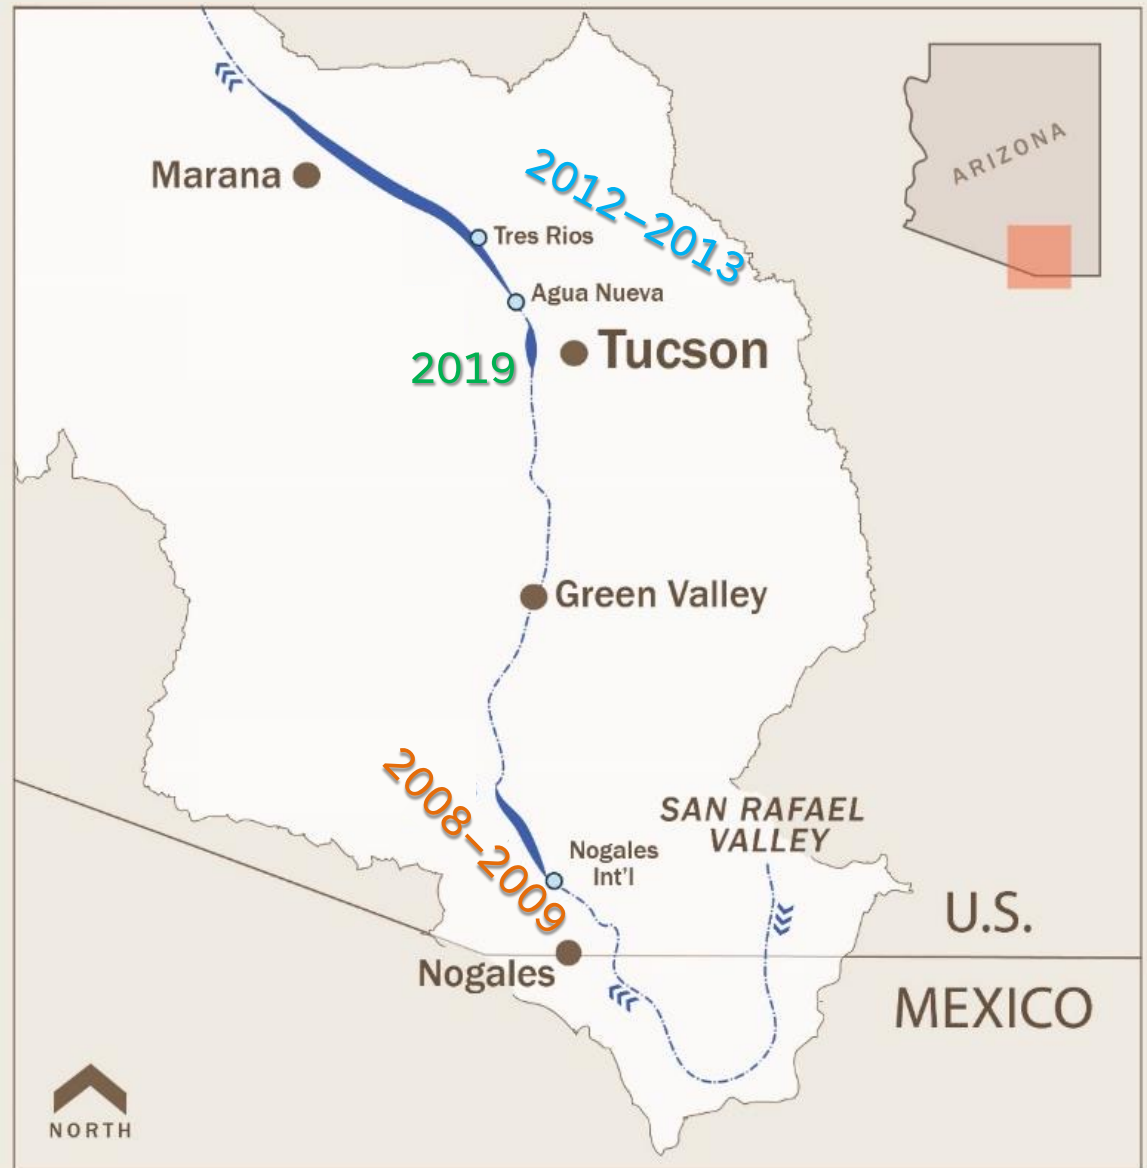 ARIZONA
Marana
2012–2013
Tres Rios
Agua Nueva
Tucson
2019
Green Valley
2008–2009
SAN RAFAEL
VALLEY
Nogales
Int'l
U.S.
Nogales
MEXICO
NORTH